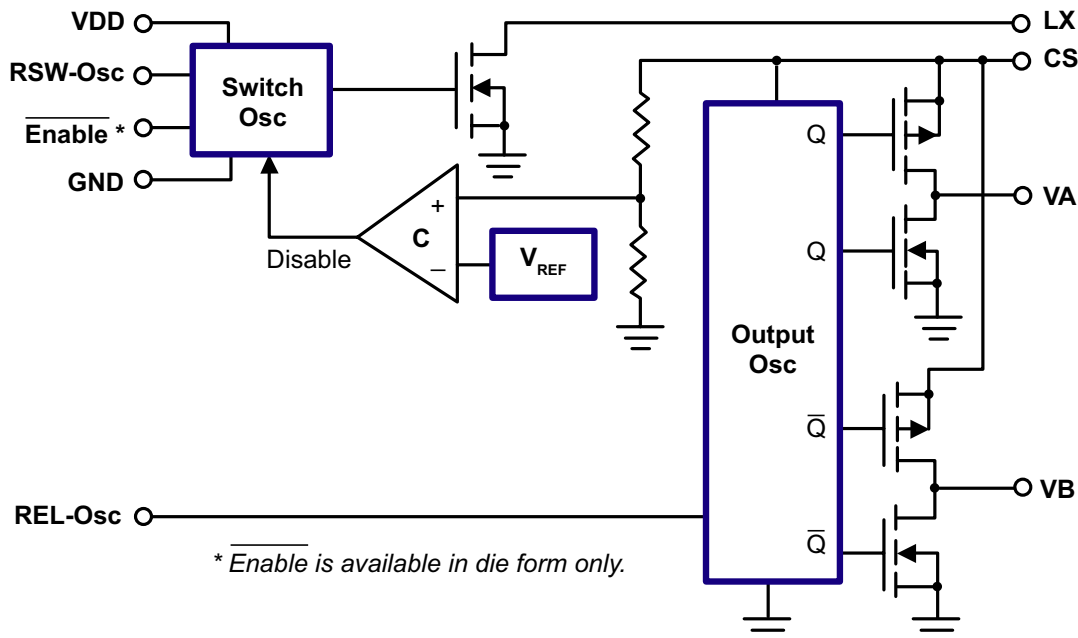 VDD
RSW-Osc
Enable *
GND
Switch
Osc
LX
CS
Q
VA
+
C
–
Disable
VREF
Q
Output
Osc
Q̅
VB
REL-Osc
Q̅
* Enable is available in die form only.